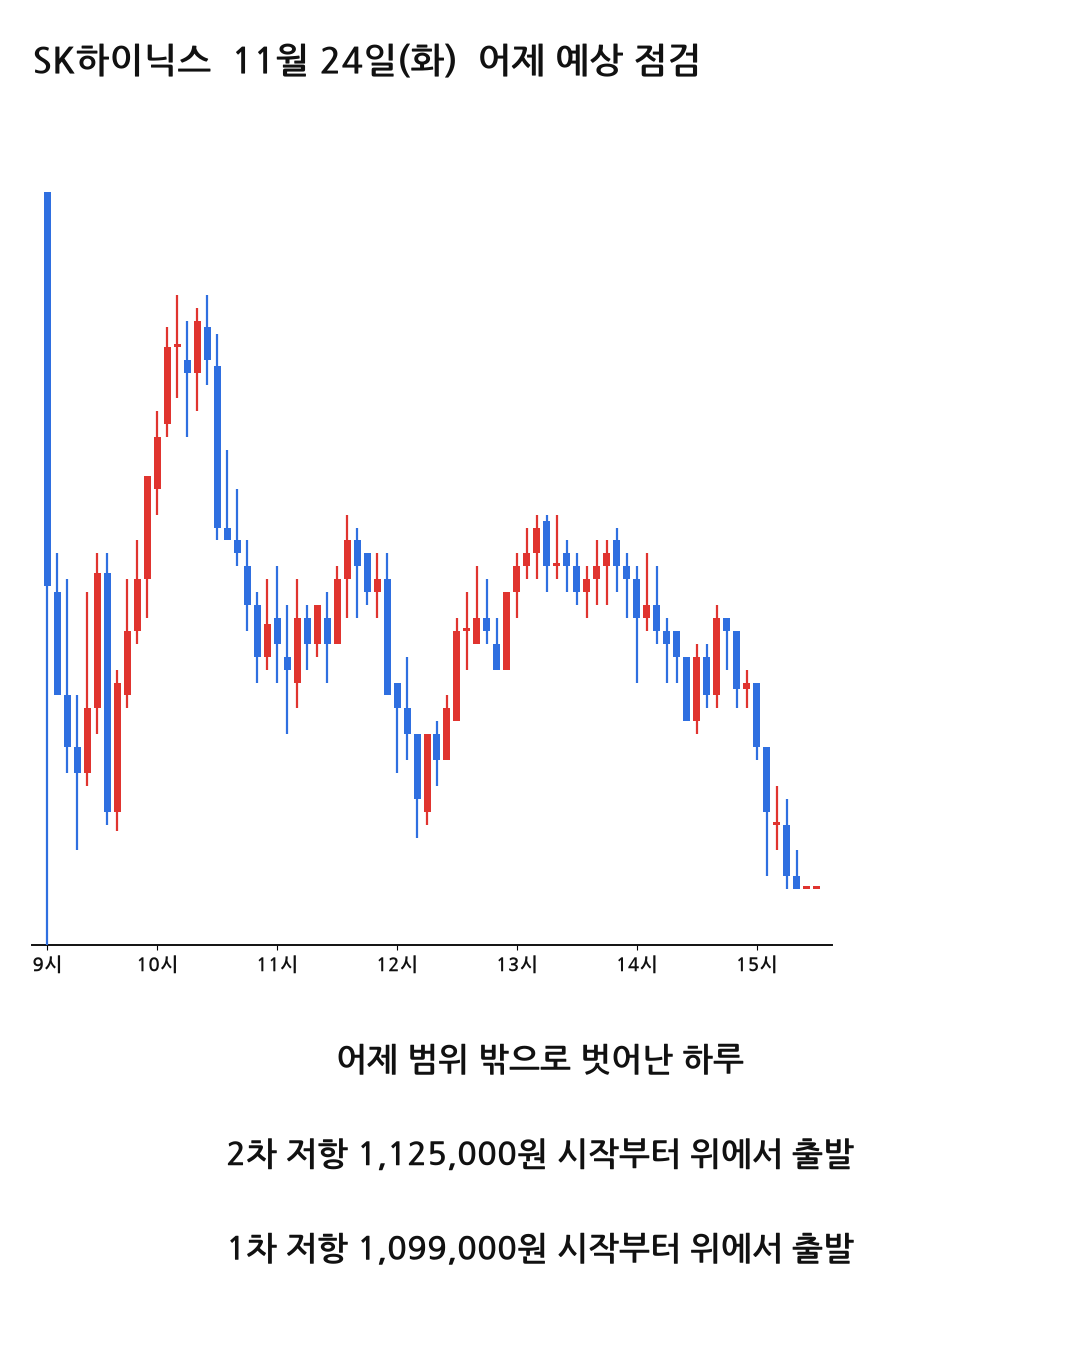 SK하이닉스 11월 24일(화) 어제 예상 점검
9시 10시 11시 12시 13시 14시 15시
어제 범위 밖으로 벗어난 하루
2차 저항 1,125,000원 시작부터 위에서 출발
1차 저항 1,099,000원 시작부터 위에서 출발